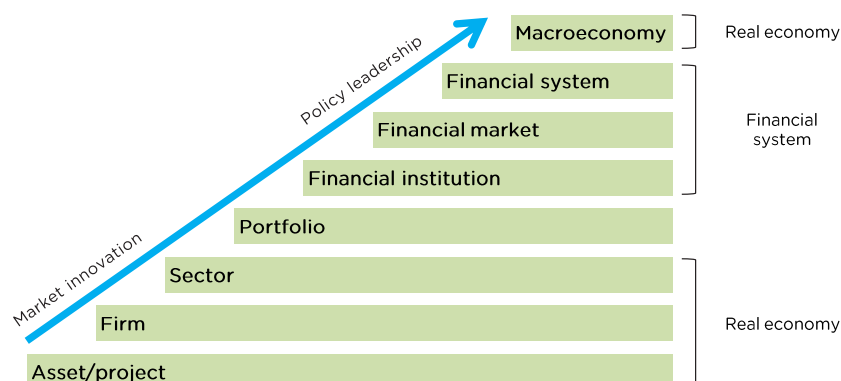 Macroeconomy
Real economy
Policy leadership
Financial system
Financial market
Financial
system
Financial institution
Portfolio
Market innovation
Sector
Firm
Real economy
Asset/project